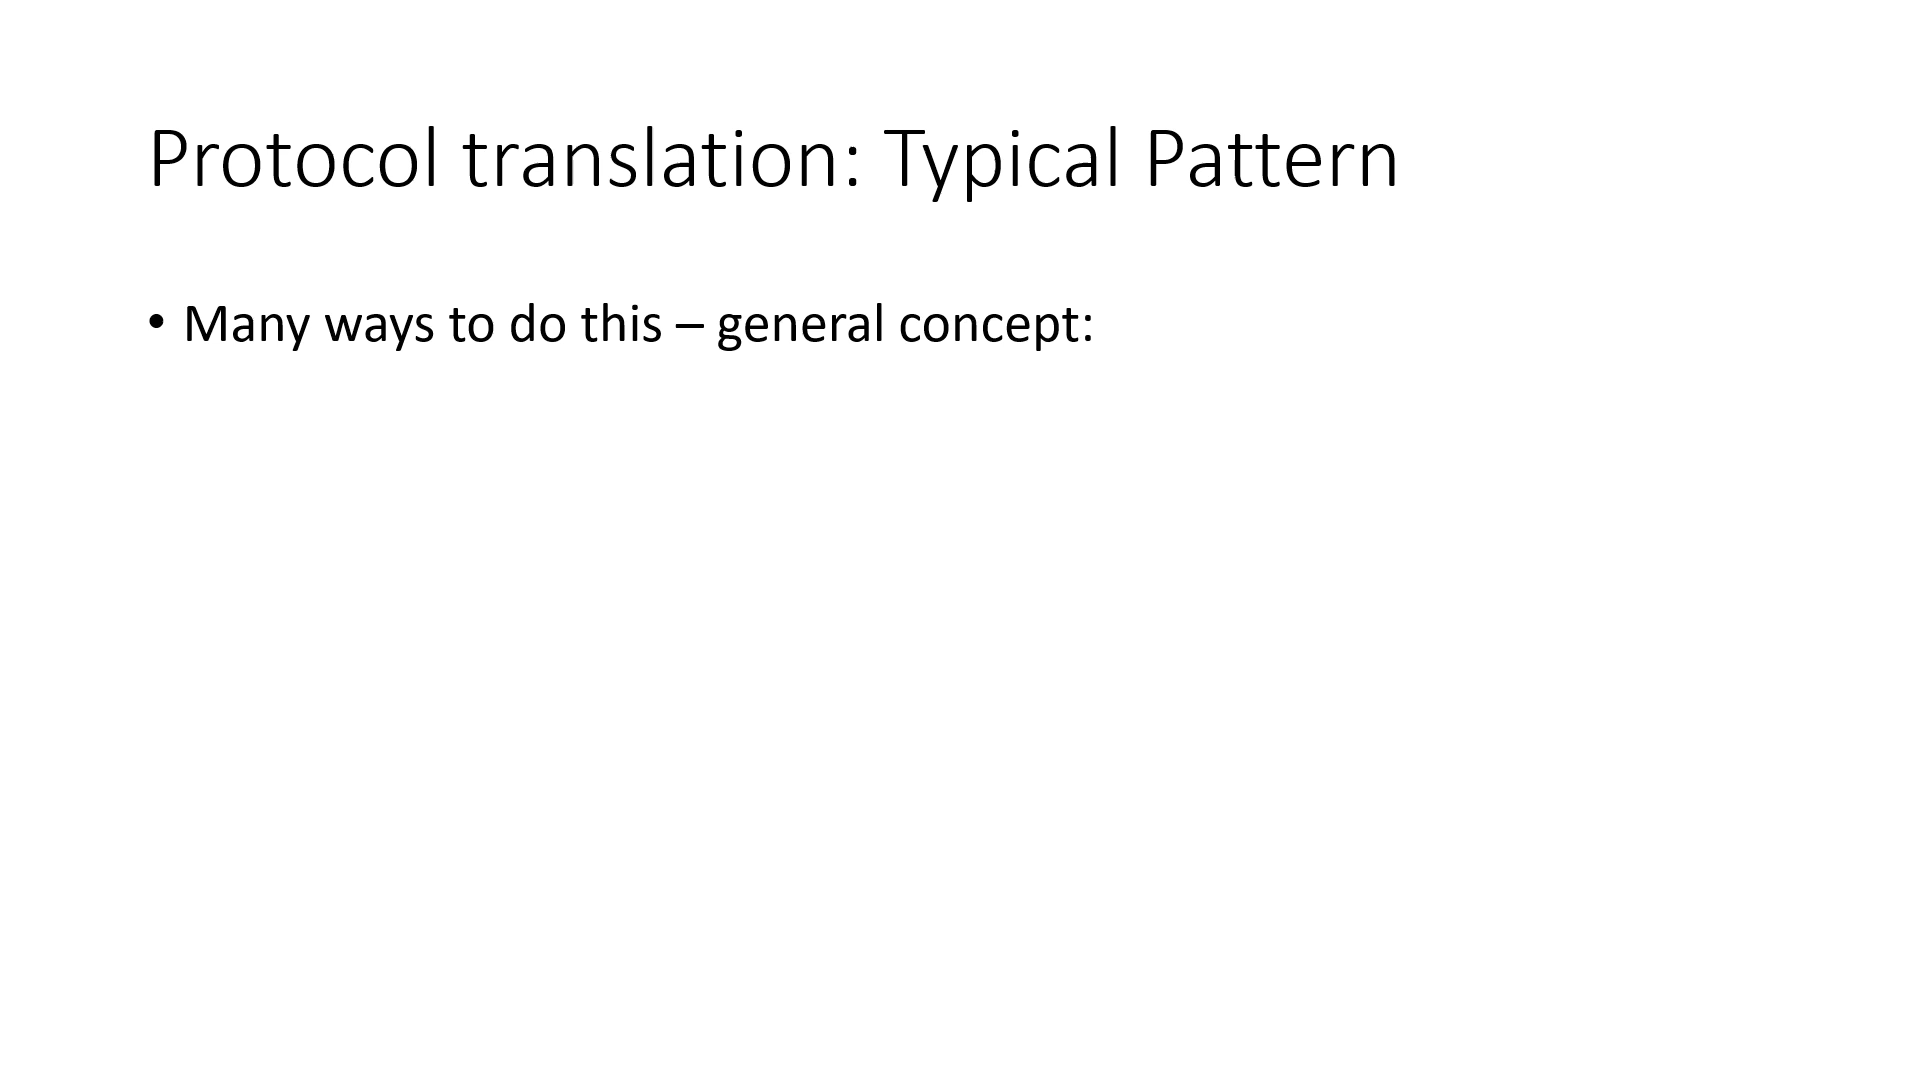 Protocol translation: Typical Pattern
• Many ways to do this – general concept: